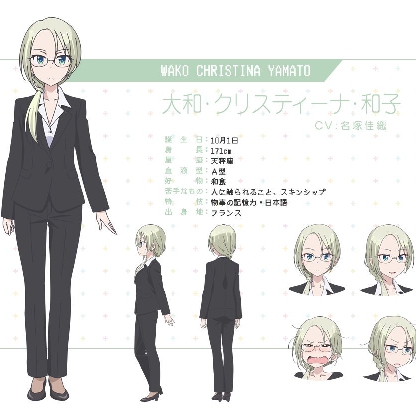 WAKO CHRISTINA YAMATO
大和・クリスティーナ・和子
CV:名塚佳織
誕生日:10月1日
身長:171cm
星座:天秤座
血液型:A型
好物:和食
苦手なもの:人に触られること、スキンシップ
特技:物事の記憶力・日本語
出身地:フランス